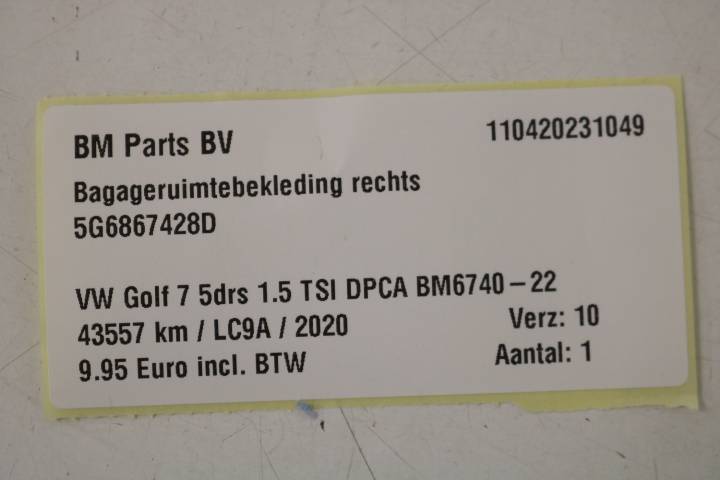 BM Parts BV
110420231049
Bagageruimtebekleding rechts
5G6867428D
VW Golf 7 5drs 1.5 TSI DPCA BM6740-22
43557 km / LC9A / 2020
Verz: 10
9.95 Euro incl. BTW
Aantal: 1